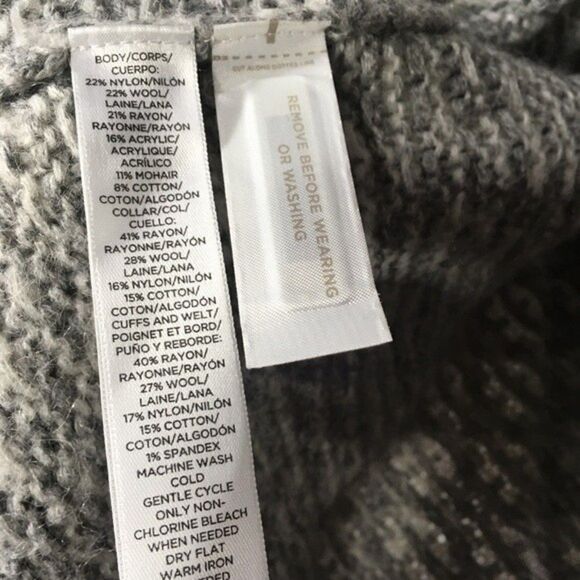 BODY/CORPS/
CUERPO:
22% NYLON/NILÓN
22% WOOL/
LAINE/LANA
21% RAYON/
RAYONNE/RAYÓN
16% ACRYLIC/
ACRYLIQUE/
ACRÍLICO
11% MOHAIR
8% COTTON/
COTON/ALGODÓN
COLLAR/COL/
CUELLO:
41% RAYON/
RAYONNE/RAYÓN
28% WOOL/
LAINE/LANA
16% NYLON/NILÓN
15% COTTON/
COTON/ALGODÓN
CUFFS AND WELT/
POIGNET ET BORD/
PUÑO Y REBORDE:
40% RAYON/
RAYONNE/RAYÓN
27% WOOL/
LAINE/LANA
17% NYLON/NILÓN
15% COTTON/
COTON/ALGODÓN
1% SPANDEX
MACHINE WASH
COLD
GENTLE CYCLE
ONLY NON-
CHLORINE BLEACH
WHEN NEEDED
DRY FLAT
WARM IRON
CUT ALONG DOTTED LINE
REMOVE BEFORE WEARING
OR WASHING